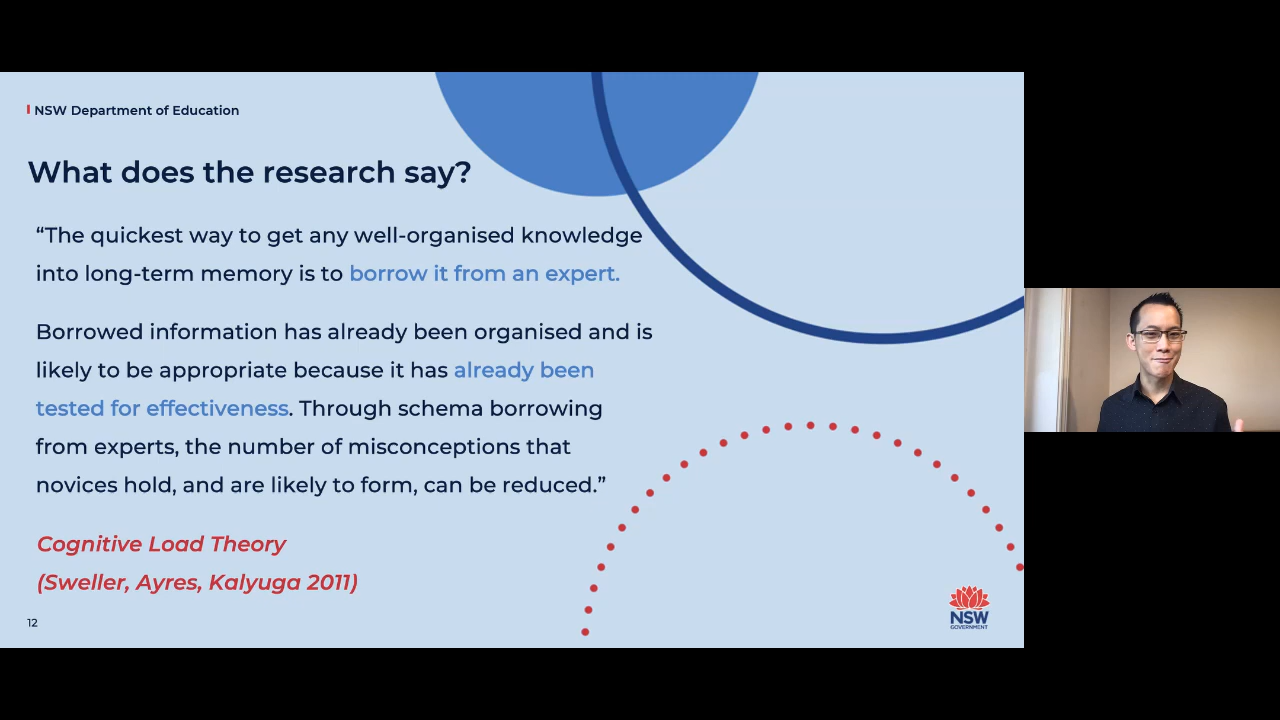 NSW Department of Education
What does the research say?
“The quickest way to get any well-organised knowledge
into long-term memory is to borrow it from an expert.
Borrowed information has already been organised and is
likely to be appropriate because it has already been
tested for effectiveness. Through schema borrowing
from experts, the number of misconceptions that
novices hold, and are likely to form, can be reduced.”
Cognitive Load Theory
(Sweller, Ayres, Kalyuga 2011)
12
NSW
GOVERNMENT